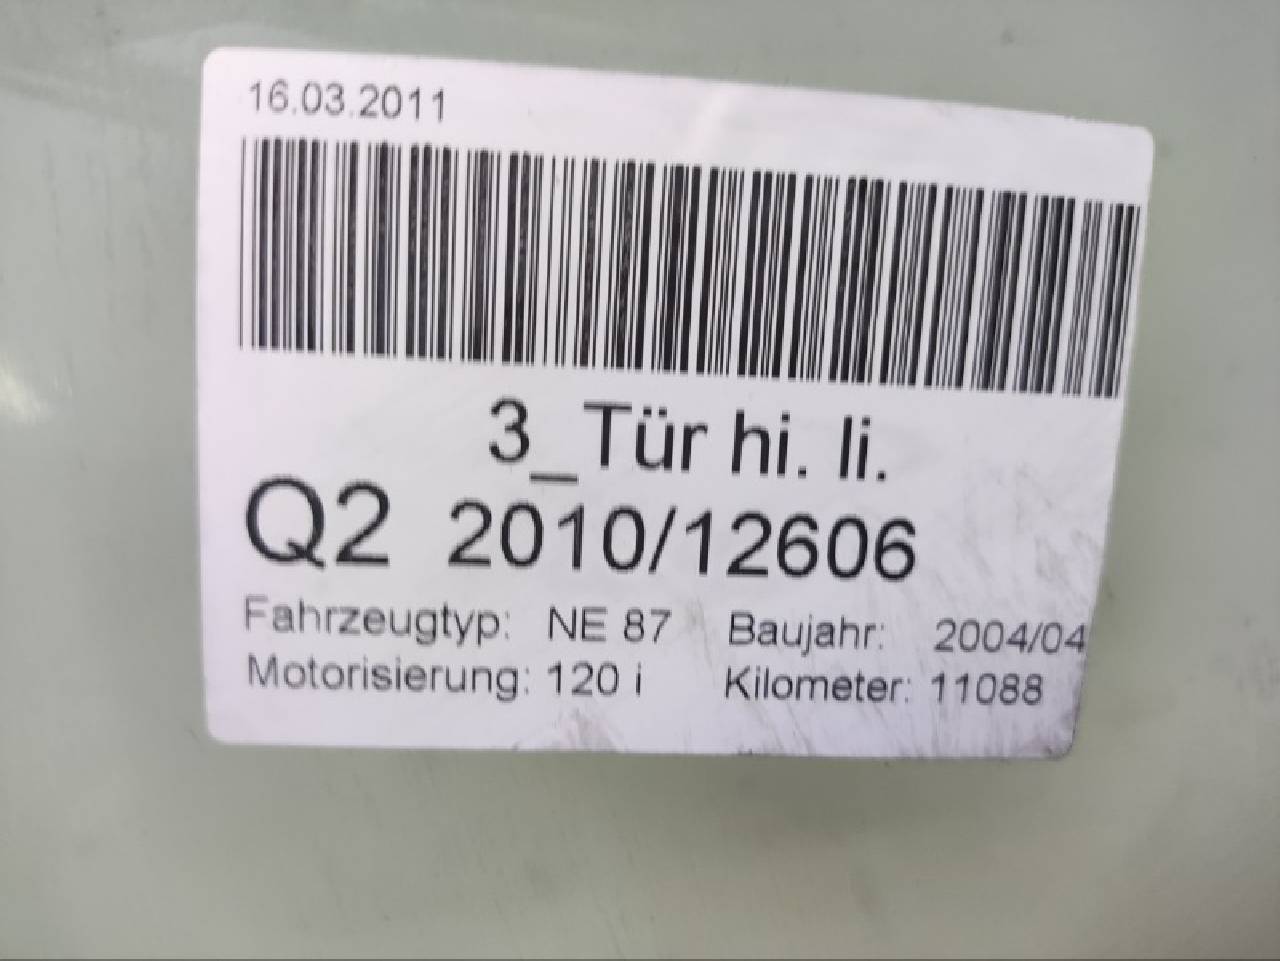 16.03.2011
3_Tür hi. li.
Q2 2010/12606
Fahrzeugtyp: NE 87 Baujahr: 2004/04
Motorisierung: 120 i Kilometer: 11088